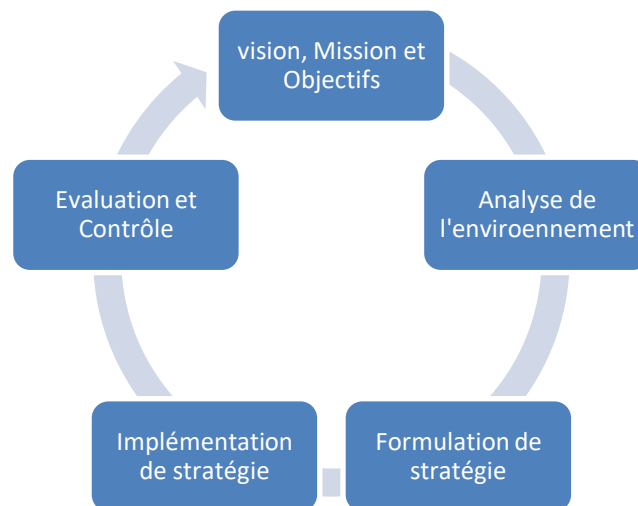 vision, Mission et
Objectifs
Analyse de
l'enviroennement
Formulation de
stratégie
Implémentation
de stratégie
Evaluation et
Contrôle